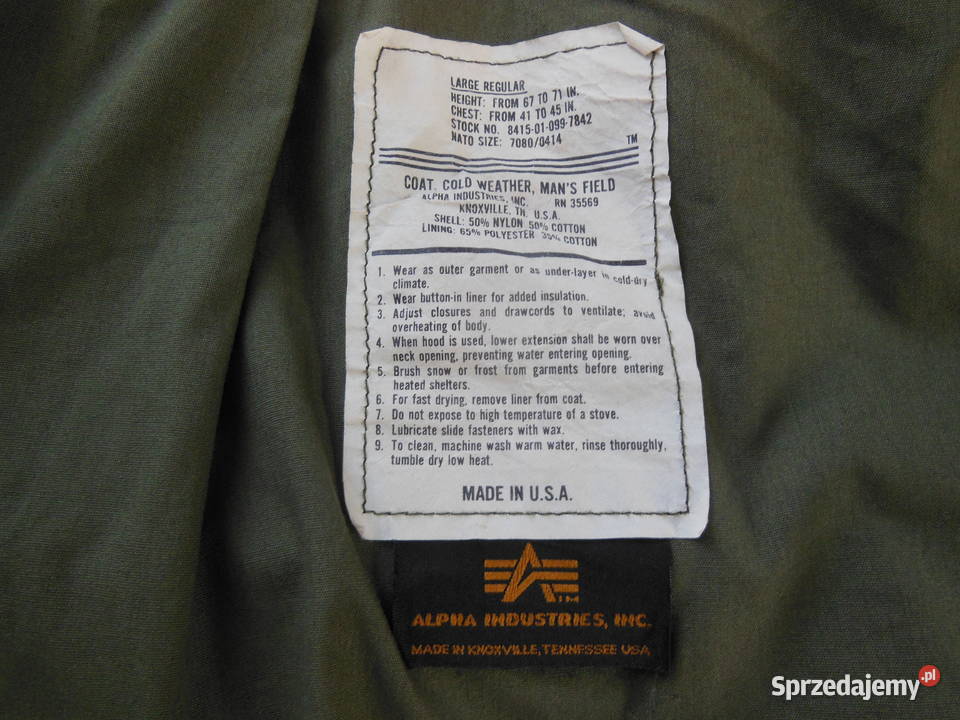 LARGE REGULAR
HEIGHT: FROM 67 TO 71 IN.
CHEST: FROM 41 TO 45 IN.
STOCK NO. 8415-01-099-7842
NATO SIZE: 7080/0414
TM
COAT, COLD WEATHER, MAN'S FIELD
ALPHA INDUSTRIES, INC. RN 35569
KNOXVILLE, TN. U.S.A.
SHELL: 50% NYLON 50% COTTON
LINING: 65% POLYESTER 35% COTTON
1. Wear as outer garment or as under-layer in cold-dry
climate.
2. Wear button-in liner for added insulation.
3. Adjust closures and drawcords to ventilate; avoid
overheating of body.
4. When hood is used, lower extension shall be worn over
neck opening, preventing water entering opening.
5. Brush snow or frost from garments before entering
heated shelters.
6. For fast drying, remove liner from coat.
7. Do not expose to high temperature of a stove.
8. Lubricate slide fasteners with wax.
9. To clean, machine wash warm water, rinse thoroughly,
tumble dry low heat.
MADE IN U.S.A.
TM
ALPHA INDUSTRIES, INC.
MADE IN KNOXVILLE, TENNESSEE USA
Sprzedajemy.pl